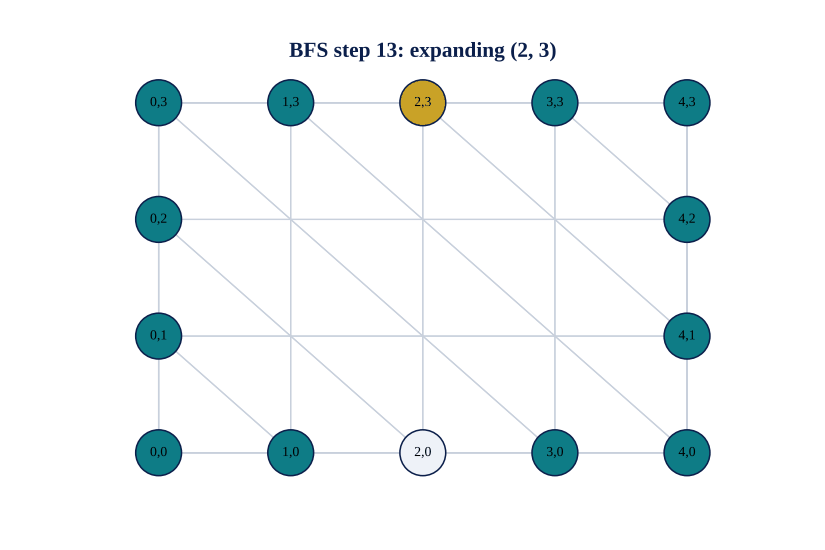 BFS step 13: expanding (2, 3)
0,3 1,3 2,3 3,3 4,3
0,2 4,2
0,1 4,1
0,0 1,0 2,0 3,0 4,0